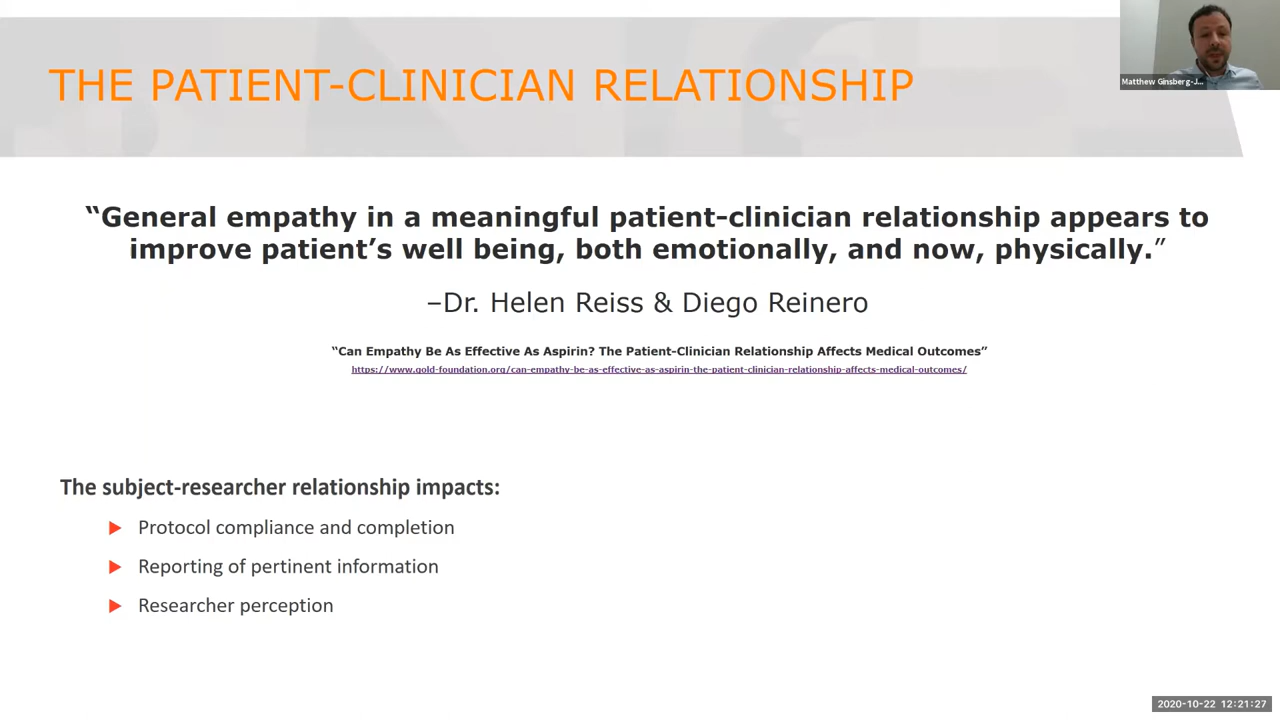 THE PATIENT-CLINICIAN RELATIONSHIP
Matthew Ginsberg-J...
“General empathy in a meaningful patient-clinician relationship appears to
improve patient’s well being, both emotionally, and now, physically.”
–Dr. Helen Reiss & Diego Reinero
“Can Empathy Be As Effective As Aspirin? The Patient-Clinician Relationship Affects Medical Outcomes”
https://www.gold-foundation.org/can-empathy-be-as-effective-as-aspirin-the-patient-clinician-relationship-affects-medical-outcomes/
The subject-researcher relationship impacts:
Protocol compliance and completion
Reporting of pertinent information
Researcher perception
2020-10-22 12:21:27